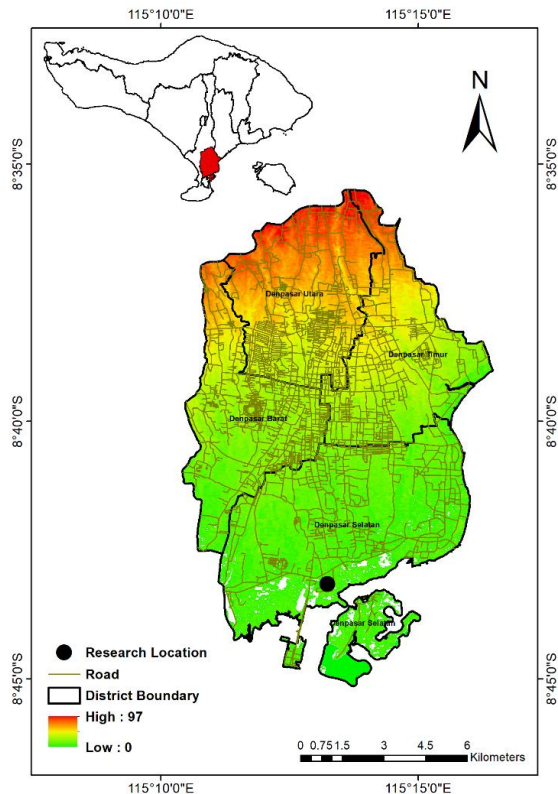 115°10'0"E 115°15'0"E
N
8°35'0"S 8°35'0"S
Denpasar Utara
Denpasar Timur
8°40'0"S 8°40'0"S
Denpasar Barat
Denpasar Selatan
Denpasar Selatan
Research Location
Road
District Boundary
High : 97
Low : 0
8°45'0"S 8°45'0"S
0 0.75 1.5 3 4.5 6
Kilometers
115°10'0"E 115°15'0"E